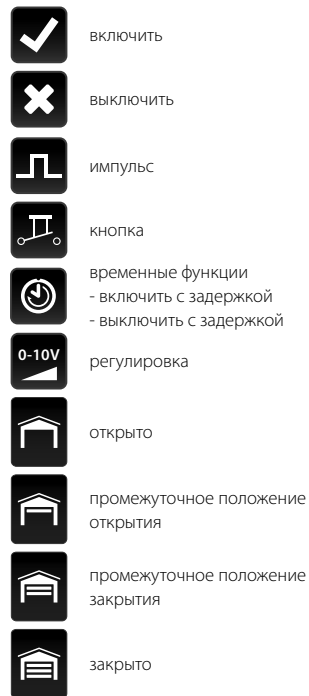 включить
выключить
импульс
кнопка
временные функции
- включить с задержкой
- выключить с задержкой
0-10V
регулировка
открыто
промежуточное положение
открытия
промежуточное положение
закрытия
закрыто